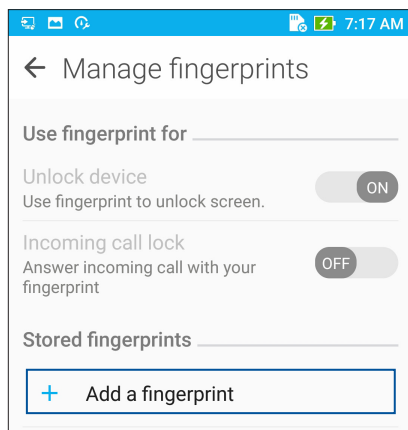 7:17 AM
Manage fingerprints
Use fingerprint for
Unlock device
Use fingerprint to unlock screen.
ON
Incoming call lock
Answer incoming call with your
fingerprint
OFF
Stored fingerprints
+ Add a fingerprint